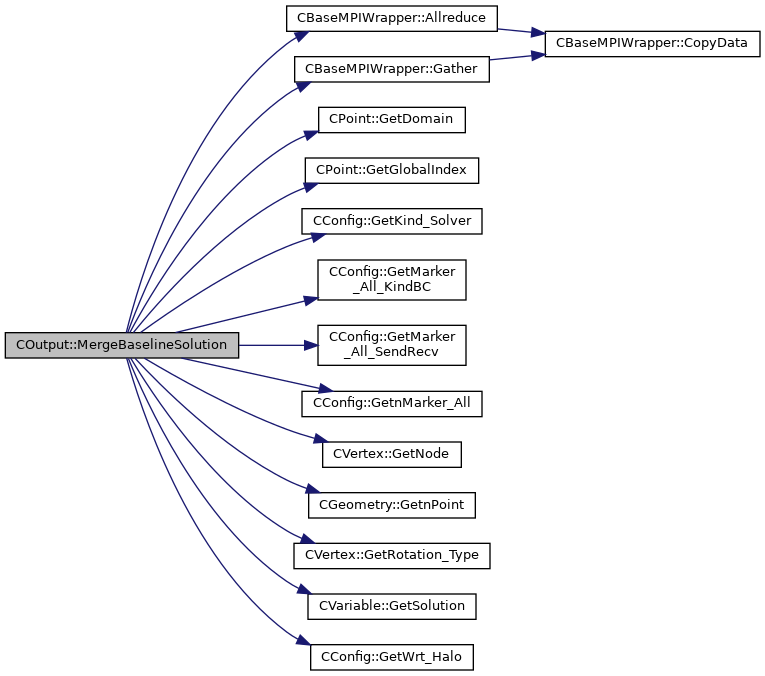 CBaseMPIWrapper::Allreduce
CBaseMPIWrapper::CopyData
CBaseMPIWrapper::Gather
CPoint::GetDomain
CPoint::GetGlobalIndex
CConfig::GetKind_Solver
CConfig::GetMarker
_All_KindBC
COutput::MergeBaselineSolution
CConfig::GetMarker
_All_SendRecv
CConfig::GetnMarker_All
CVertex::GetNode
CGeometry::GetnPoint
CVertex::GetRotation_Type
CVariable::GetSolution
CConfig::GetWrt_Halo